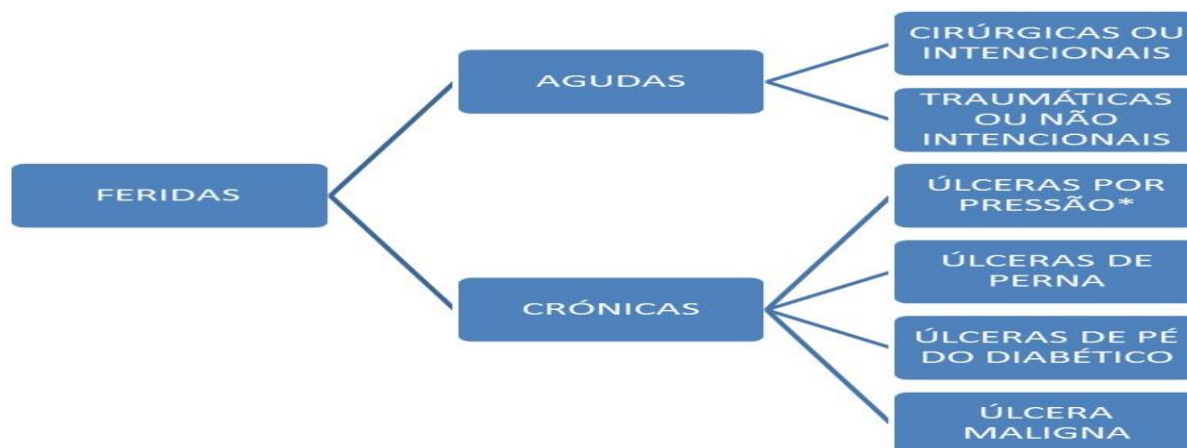 FERIDAS
AGUDAS
CIRÚRGICAS OU
INTENCIONAIS
TRAUMÁTICAS
OU NÃO
INTENCIONAIS
CRÓNICAS
ÚLCERAS POR
PRESSÃO*
ÚLCERAS DE
PERNA
ÚLCERAS DE PÉ
DO DIABÉTICO
ÚLCERA
MALIGNA